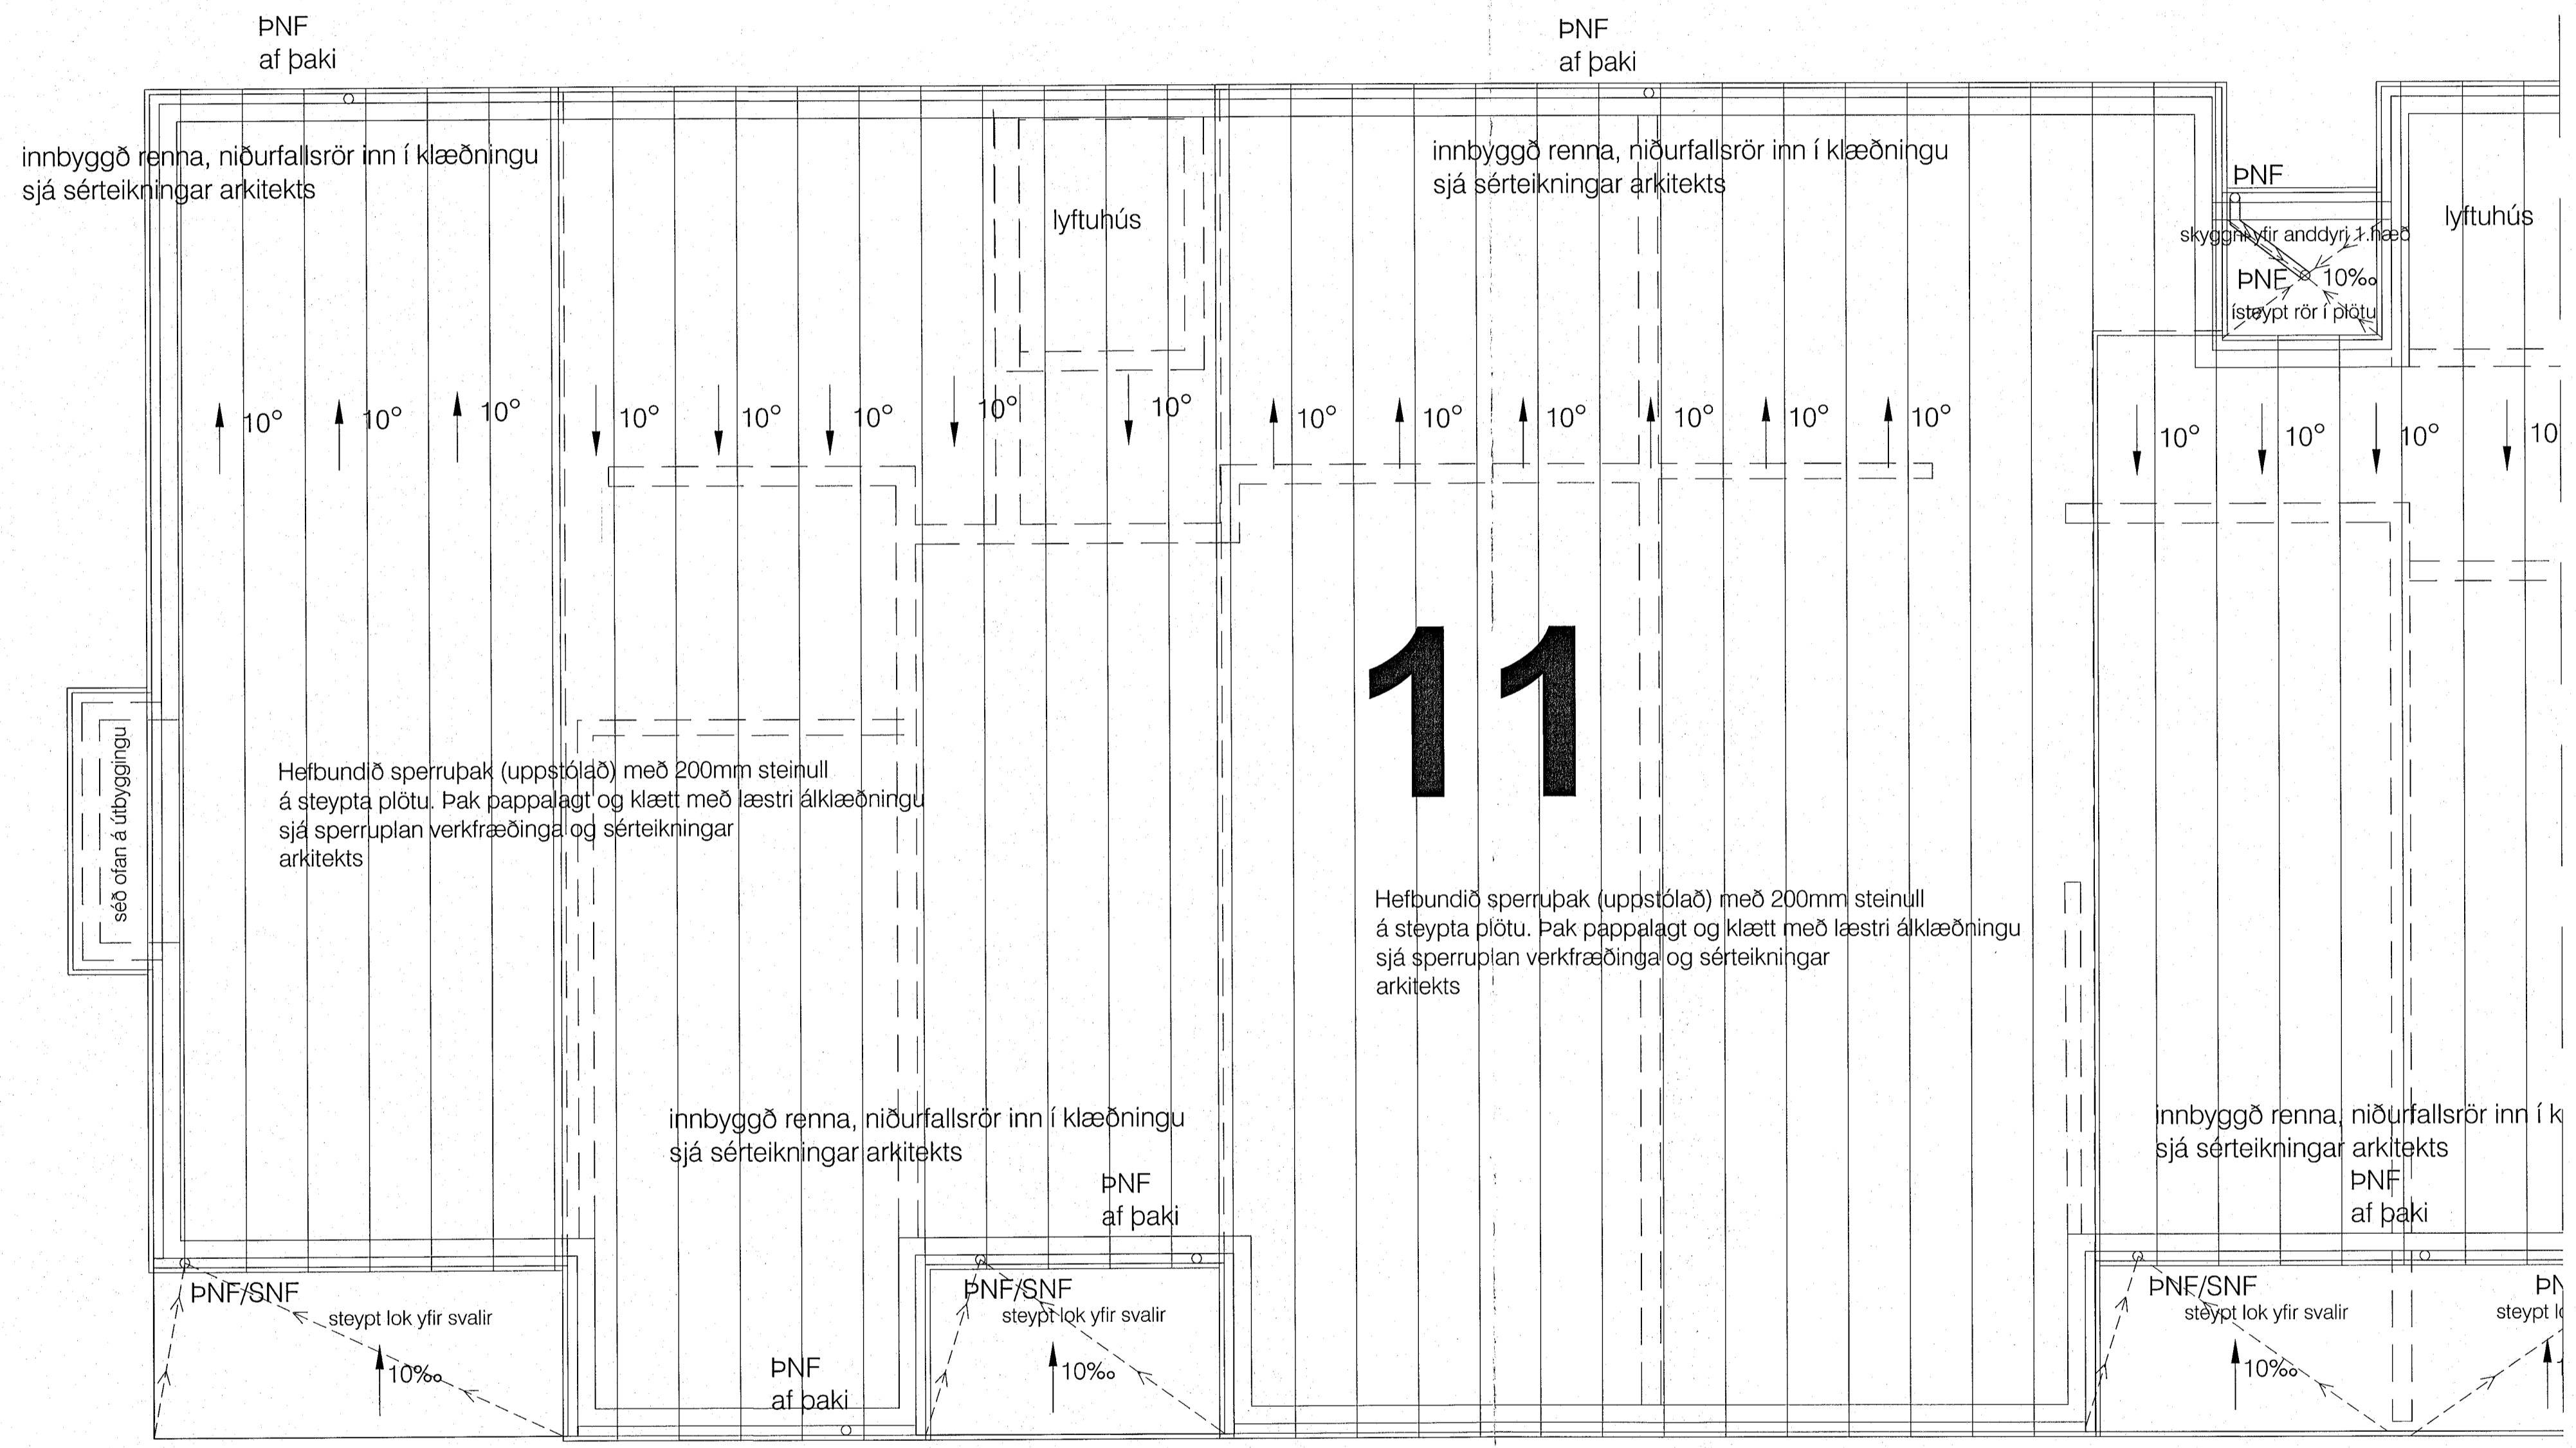 ÞNF
af þaki
ÞNF
af þaki
innbyggð renna, niðurfallsrör inn í klæðningu
sjá sérteikningar arkitekts
innbyggð renna, niðurfallsrör inn í klæðningu
sjá sérteikningar arkitekts
ÞNF
lyftuhús
lyftuhús
skyggni yfir anddyri 1.hæð
ÞNF 10‰
ísteypt rör í plötu
10° 10° 10° 10° 10° 10° 10° 10° 10° 10° 10° 10° 10° 10° 10° 10° 10° 10
11
séð ofan á útbyggingu
Hefbundið sperruþak (uppstólað) með 200mm steinull
á steypta plötu. Þak pappalagt og klætt með læstri álklæðningu
sjá sperruplan verkfræðinga og sérteikningar
arkitekts
Hefbundið sperruþak (uppstólað) með 200mm steinull
á steypta plötu. Þak pappalagt og klætt með læstri álklæðningu
sjá sperruplan verkfræðinga og sérteikningar
arkitekts
innbyggð renna, niðurfallsrör inn í klæðningu
sjá sérteikningar arkitekts
innbyggð renna, niðurfallsrör inn í k
sjá sérteikningar arkitekts
ÞNF
af þaki
ÞNF
af þaki
ÞNF/SNF
steypt lok yfir svalir
10‰
ÞNF
af þaki
ÞNF/SNF
steypt lok yfir svalir
10‰
ÞNF/SNF
steypt lok yfir svalir
10‰
ÞN
steypt lo